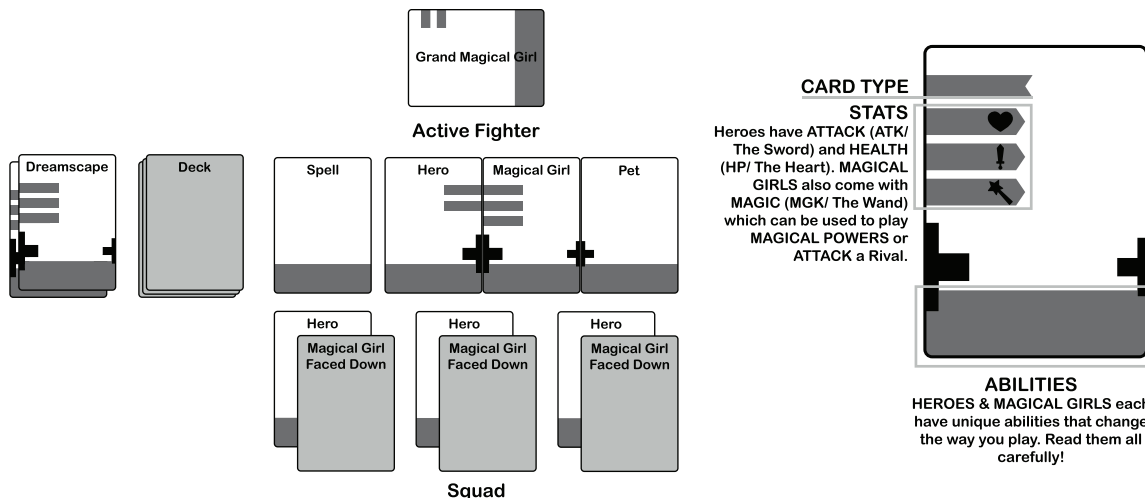 Grand Magical Girl
Active Fighter
Dreamscape
Deck
Spell
Hero
Magical Girl
Pet
Hero
Magical Girl
Faced Down
Hero
Magical Girl
Faced Down
Hero
Magical Girl
Faced Down
Squad
CARD TYPE
STATS
Heroes have ATTACK (ATK/
The Sword) and HEALTH
(HP/ The Heart). MAGICAL
GIRLS also come with
MAGIC (MGK/ The Wand)
which can be used to play
MAGICAL POWERS or
ATTACK a Rival.
ABILITIES
HEROES & MAGICAL GIRLS each
have unique abilities that change
the way you play. Read them all
carefully!